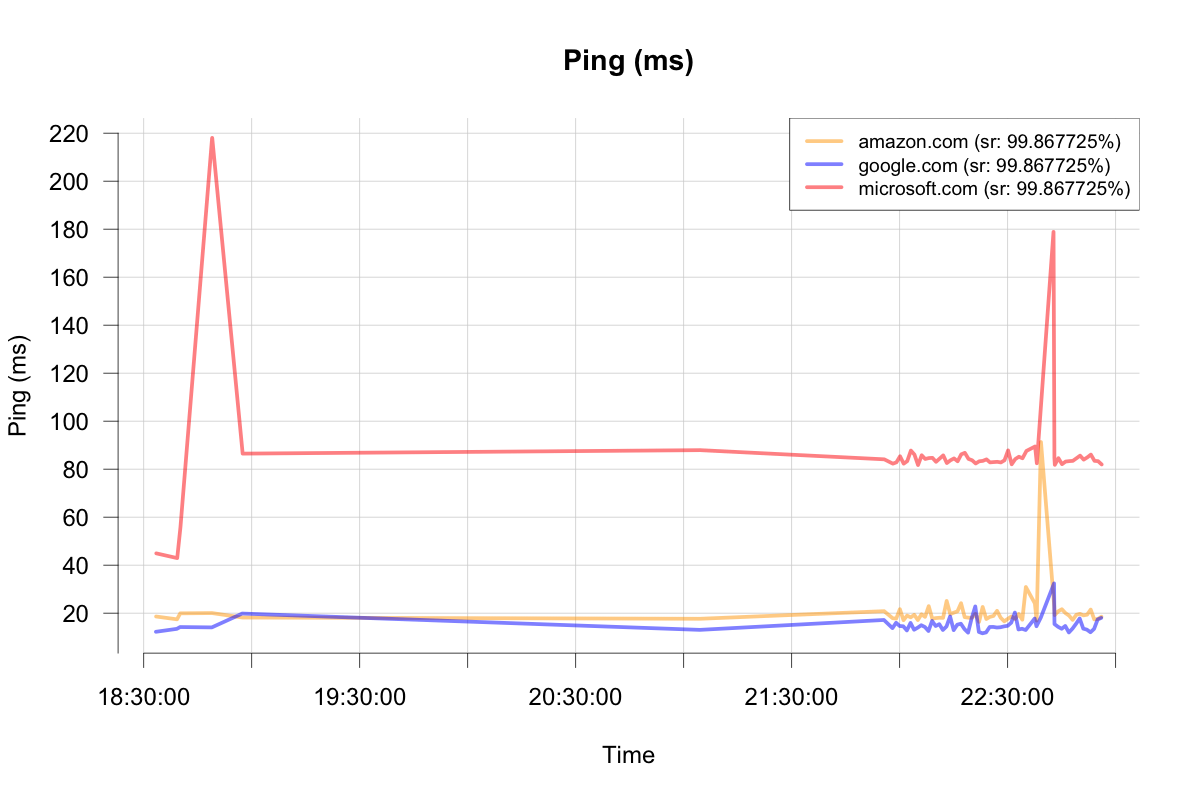 Ping (ms)
amazon.com (sr: 99.867725%)
google.com (sr: 99.867725%)
microsoft.com (sr: 99.867725%)
220
200
180
160
140
120
100
80
60
40
20
Ping (ms)
18:30:00 19:30:00 20:30:00 21:30:00 22:30:00
Time